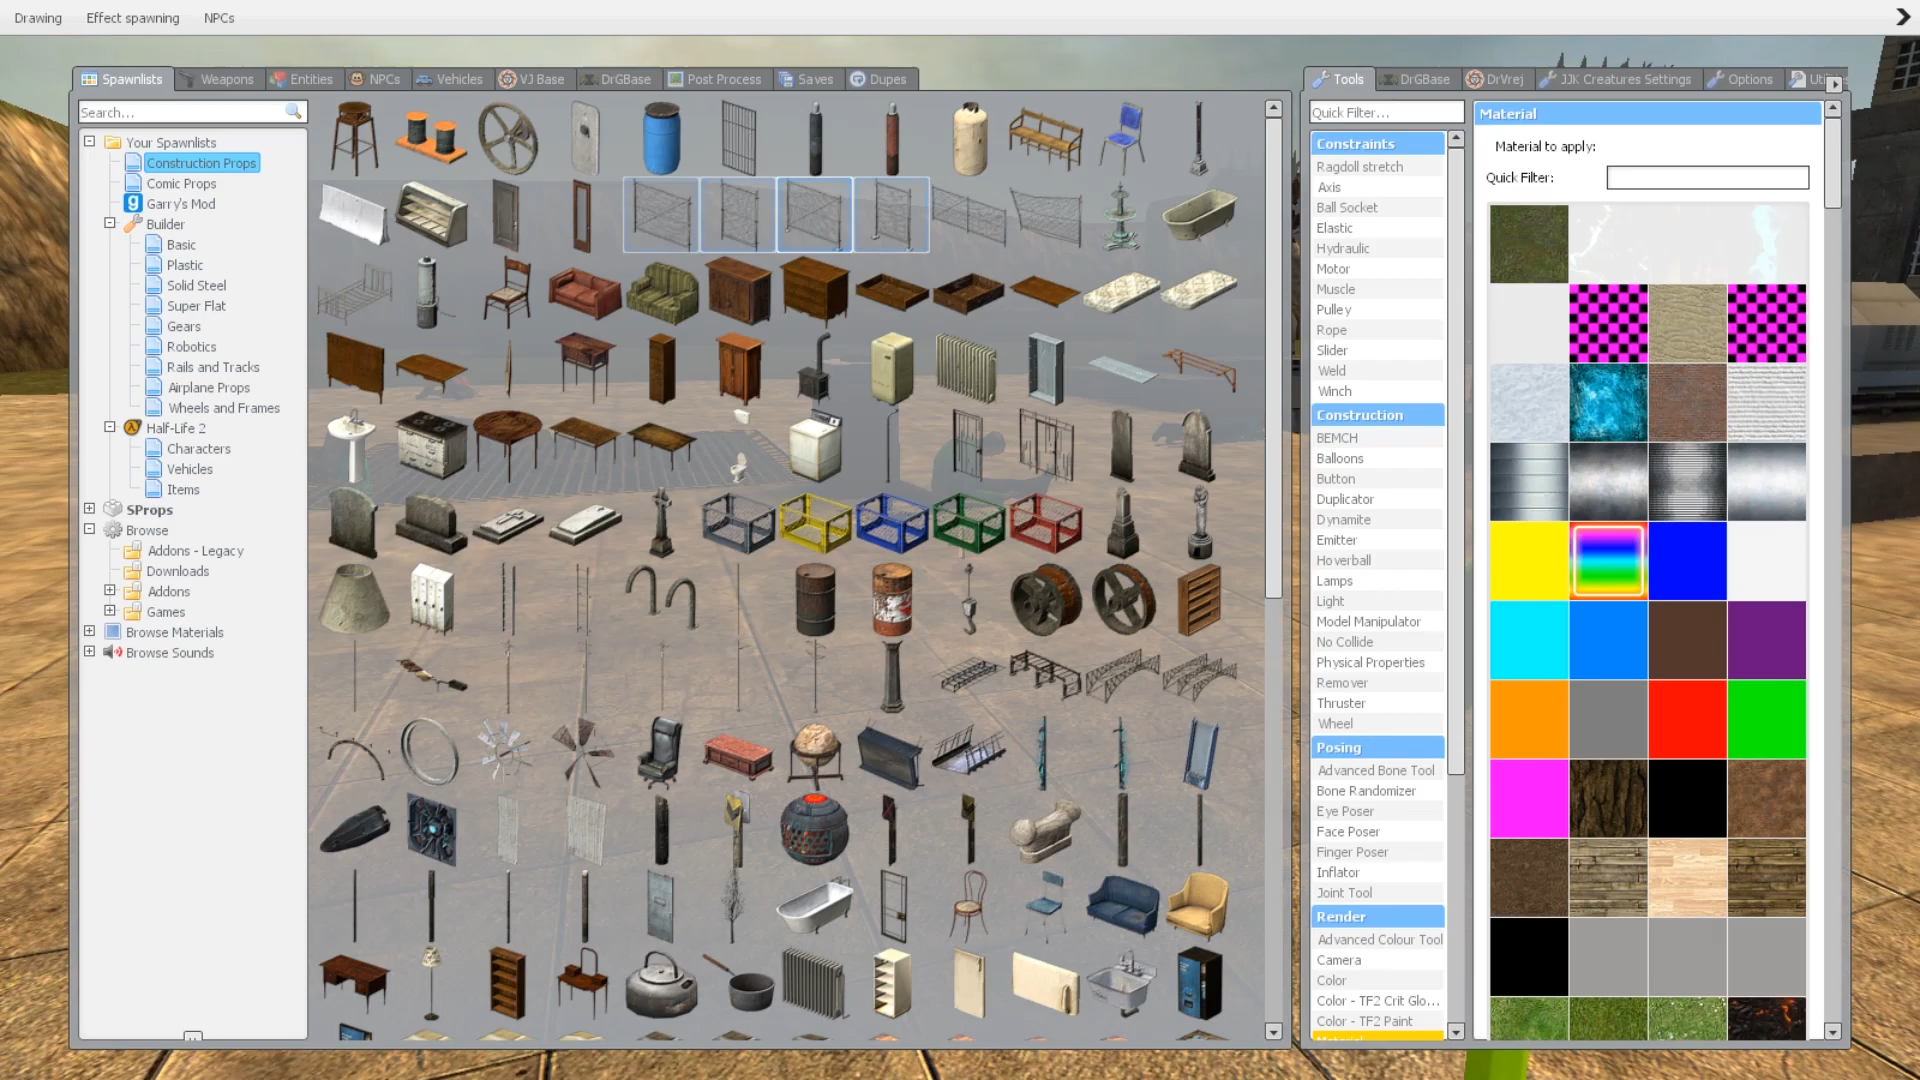 Drawing Effect spawning NPCs
Spawnlists Weapons Entities NPCs Vehicles VJ Base DrGBase Post Process Saves Dupes
Search...
Your Spawnlists
Construction Props
Comic Props
Garry's Mod
Builder
Basic
Plastic
Solid Steel
Super Flat
Gears
Robotics
Rails and Tracks
Airplane Props
Wheels and Frames
Half-Life 2
Characters
Vehicles
Items
SProps
Browse
Addons - Legacy
Downloads
Addons
Games
Browse Materials
Browse Sounds
Tools DrGBase DrVrej JJK Creatures Settings Options
Quick Filter...
Constraints
Ragdoll stretch
Axis
Ball Socket
Elastic
Hydraulic
Motor
Muscle
Pulley
Rope
Slider
Weld
Winch
Construction
BEMCH
Balloons
Button
Duplicator
Dynamite
Emitter
Hoverball
Lamps
Light
Model Manipulator
No Collide
Physical Properties
Remover
Thruster
Wheel
Posing
Advanced Bone Tool
Bone Randomizer
Eye Poser
Face Poser
Finger Poser
Inflator
Joint Tool
Render
Advanced Colour Tool
Camera
Color
Color - TF2 Crit Glo...
Color - TF2 Paint
Material
Material
Material to apply:
Quick Filter: